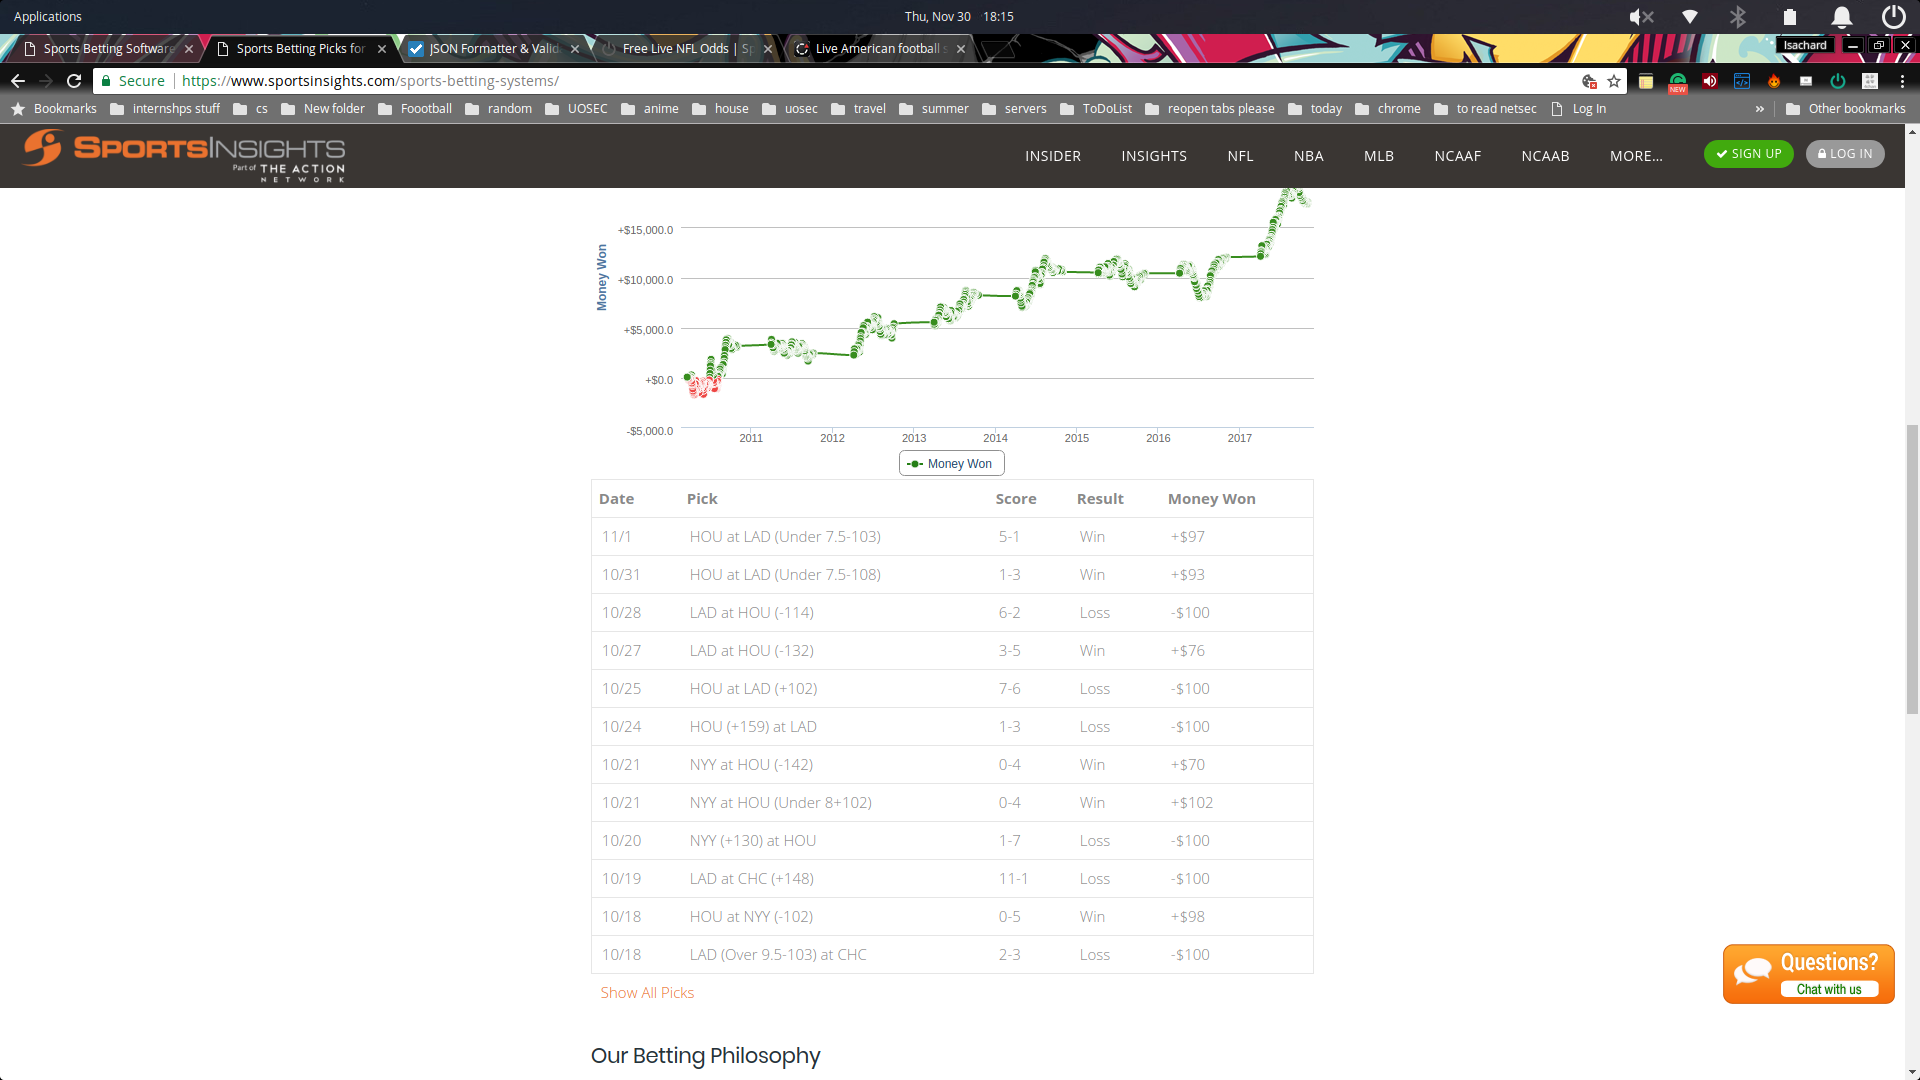 Applications
Thu, Nov 30 18:15
Sports Betting Software
Sports Betting Picks for
JSON Formatter & Valid
Free Live NFL Odds | Sp
Live American football s
lsachard
Secure
https://www.sportsinsights.com/sports-betting-systems/
NEW
Bookmarks
internshps stuff
cs
New folder
Foootball
random
UOSEC
anime
house
uosec
travel
summer
servers
ToDoList
reopen tabs please
today
chrome
to read netsec
Log In
»
Other bookmarks
SPORTSINSIGHTS
Part of THE ACTION
NETWORK
INSIDER
INSIGHTS
NFL
NBA
MLB
NCAAF
NCAAB
MORE...
SIGN UP
LOG IN
Money Won
+$15,000.0
+$10,000.0
+$5,000.0
+$0.0
-$5,000.0
2011 2012 2013 2014 2015 2016 2017
Money Won
Date Pick Score Result Money Won
11/1 HOU at LAD (Under 7.5-103) 5-1 Win +$97
10/31 HOU at LAD (Under 7.5-108) 1-3 Win +$93
10/28 LAD at HOU (-114) 6-2 Loss -$100
10/27 LAD at HOU (-132) 3-5 Win +$76
10/25 HOU at LAD (+102) 7-6 Loss -$100
10/24 HOU (+159) at LAD 1-3 Loss -$100
10/21 NYY at HOU (-142) 0-4 Win +$70
10/21 NYY at HOU (Under 8+102) 0-4 Win +$102
10/20 NYY (+130) at HOU 1-7 Loss -$100
10/19 LAD at CHC (+148) 11-1 Loss -$100
10/18 HOU at NYY (-102) 0-5 Win +$98
10/18 LAD (Over 9.5-103) at CHC 2-3 Loss -$100
Show All Picks
Questions?
Chat with us
Our Betting Philosophy